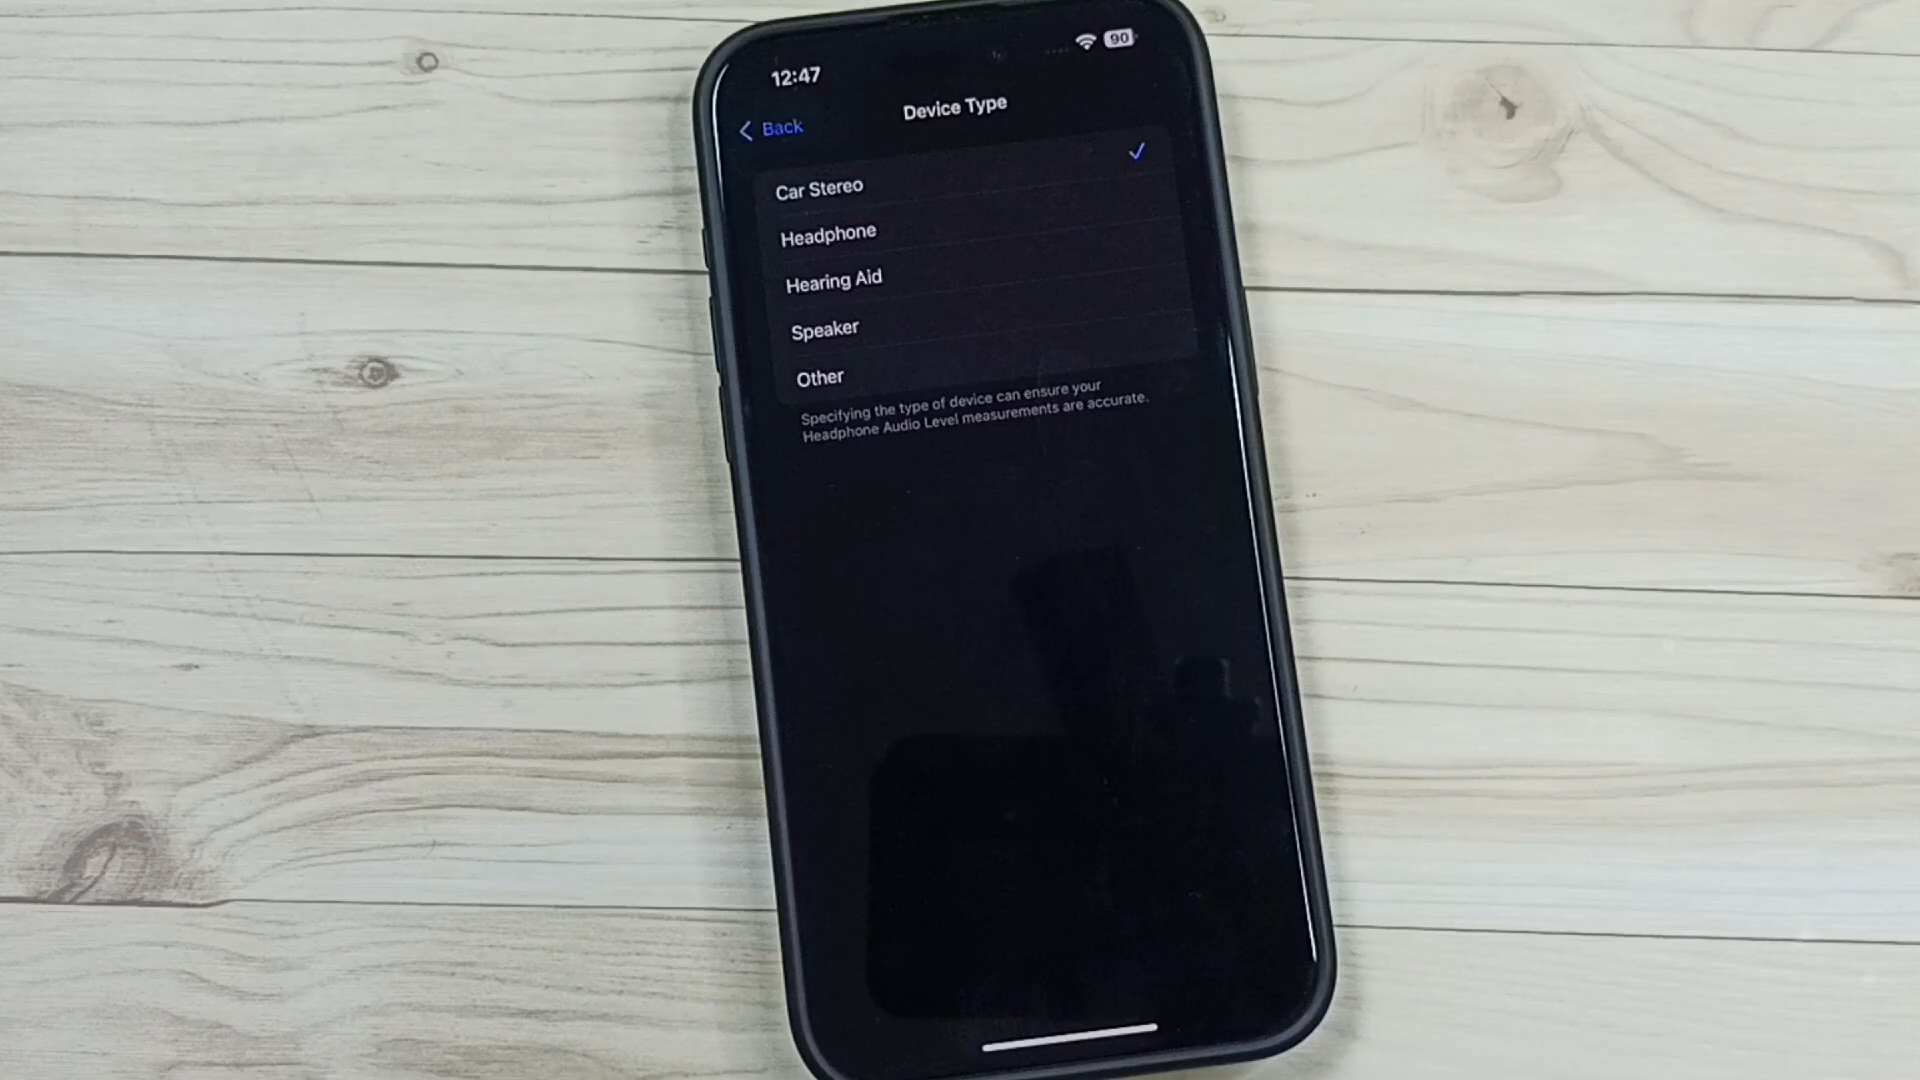 12:47
90
Back
Device Type
Car Stereo
Headphone
Hearing Aid
Speaker
Other
Specifying the type of device can ensure your
Headphone Audio Level measurements are accurate.